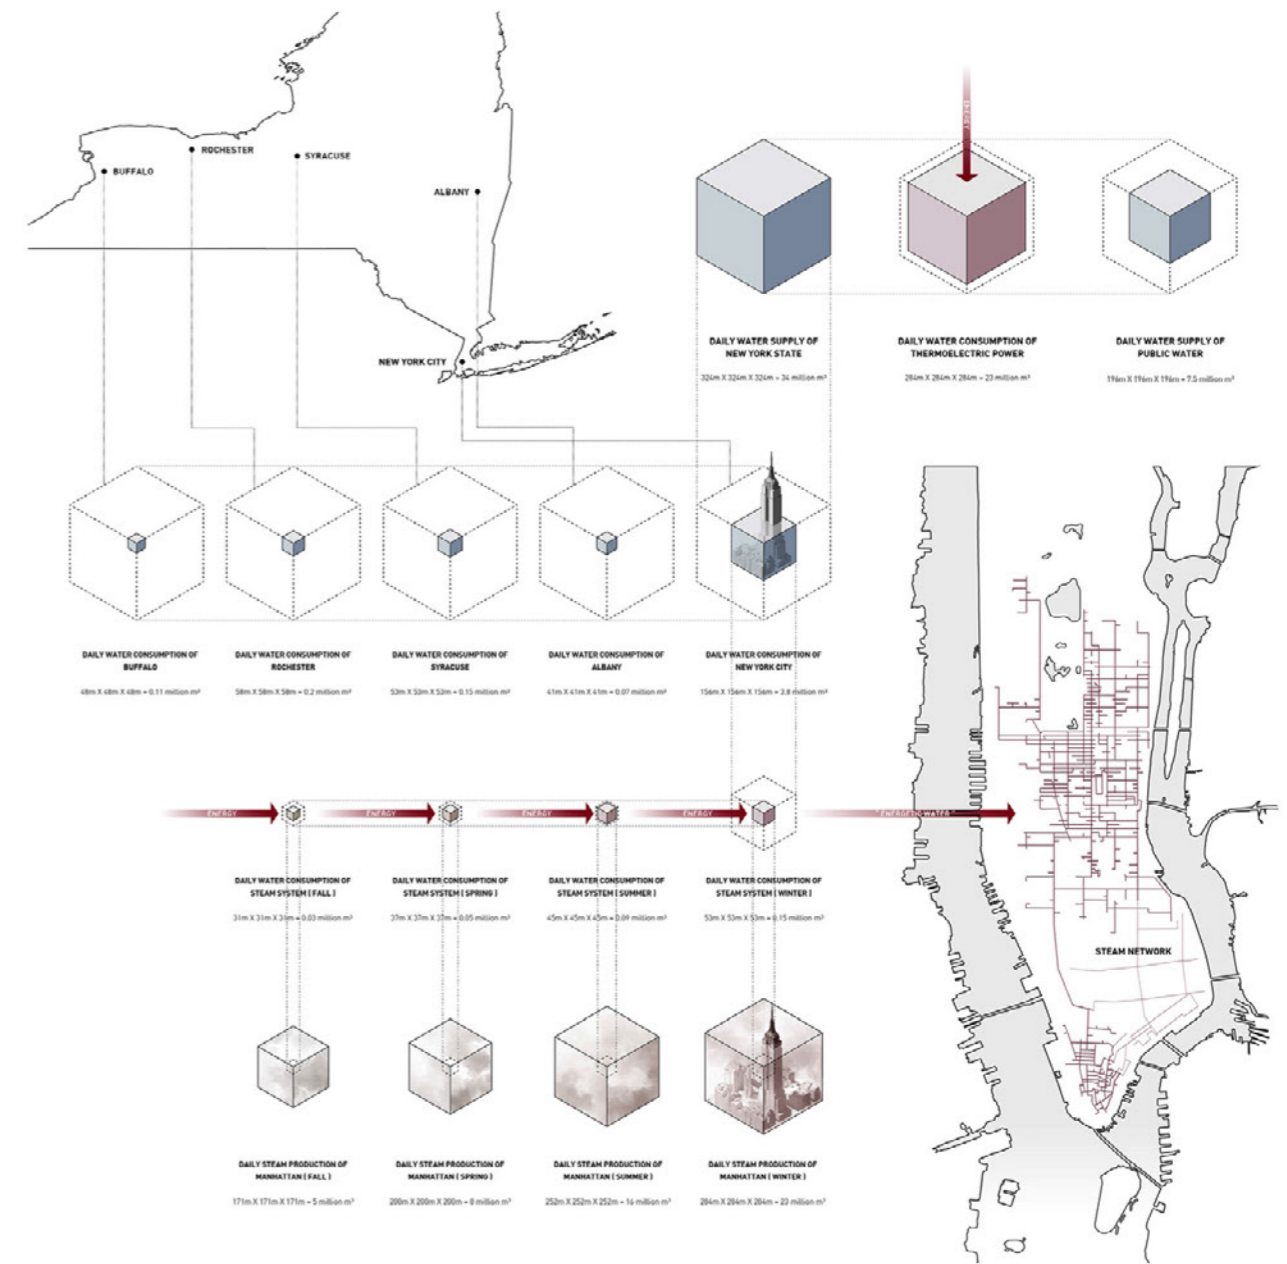 ROCHESTER
SYRACUSE
BUFFALO
ALBANY
NEW YORK CITY
ENERGY
DAILY WATER SUPPLY OF
NEW YORK STATE
324m X 324m X 324m = 34 million m³
DAILY WATER CONSUMPTION OF
THERMOELECTRIC POWER
284m X 284m X 284m = 23 million m³
DAILY WATER SUPPLY OF
PUBLIC WATER
196m X 196m X 196m = 7.5 million m³
DAILY WATER CONSUMPTION OF
BUFFALO
48m X 48m X 48m = 0.11 million m³
DAILY WATER CONSUMPTION OF
ROCHESTER
58m X 58m X 58m = 0.2 million m³
DAILY WATER CONSUMPTION OF
SYRACUSE
53m X 53m X 53m = 0.15 million m³
DAILY WATER CONSUMPTION OF
ALBANY
41m X 41m X 41m = 0.07 million m³
DAILY WATER CONSUMPTION OF
NEW YORK CITY
156m X 156m X 156m = 3.8 million m³
ENERGY
ENERGY
ENERGY
ENERGY
ENERGETIC WATER
DAILY WATER CONSUMPTION OF
STEAM SYSTEM ( FALL )
31m X 31m X 31m = 0.03 million m³
DAILY WATER CONSUMPTION OF
STEAM SYSTEM ( SPRING )
37m X 37m X 37m = 0.05 million m³
DAILY WATER CONSUMPTION OF
STEAM SYSTEM ( SUMMER )
45m X 45m X 45m = 0.09 million m³
DAILY WATER CONSUMPTION OF
STEAM SYSTEM ( WINTER )
53m X 53m X 53m = 0.15 million m³
STEAM NETWORK
DAILY STEAM PRODUCTION OF
MANHATTAN ( FALL )
171m X 171m X 171m = 5 million m³
DAILY STEAM PRODUCTION OF
MANHATTAN ( SPRING )
200m X 200m X 200m = 8 million m³
DAILY STEAM PRODUCTION OF
MANHATTAN ( SUMMER )
252m X 252m X 252m = 16 million m³
DAILY STEAM PRODUCTION OF
MANHATTAN ( WINTER )
284m X 284m X 284m = 23 million m³